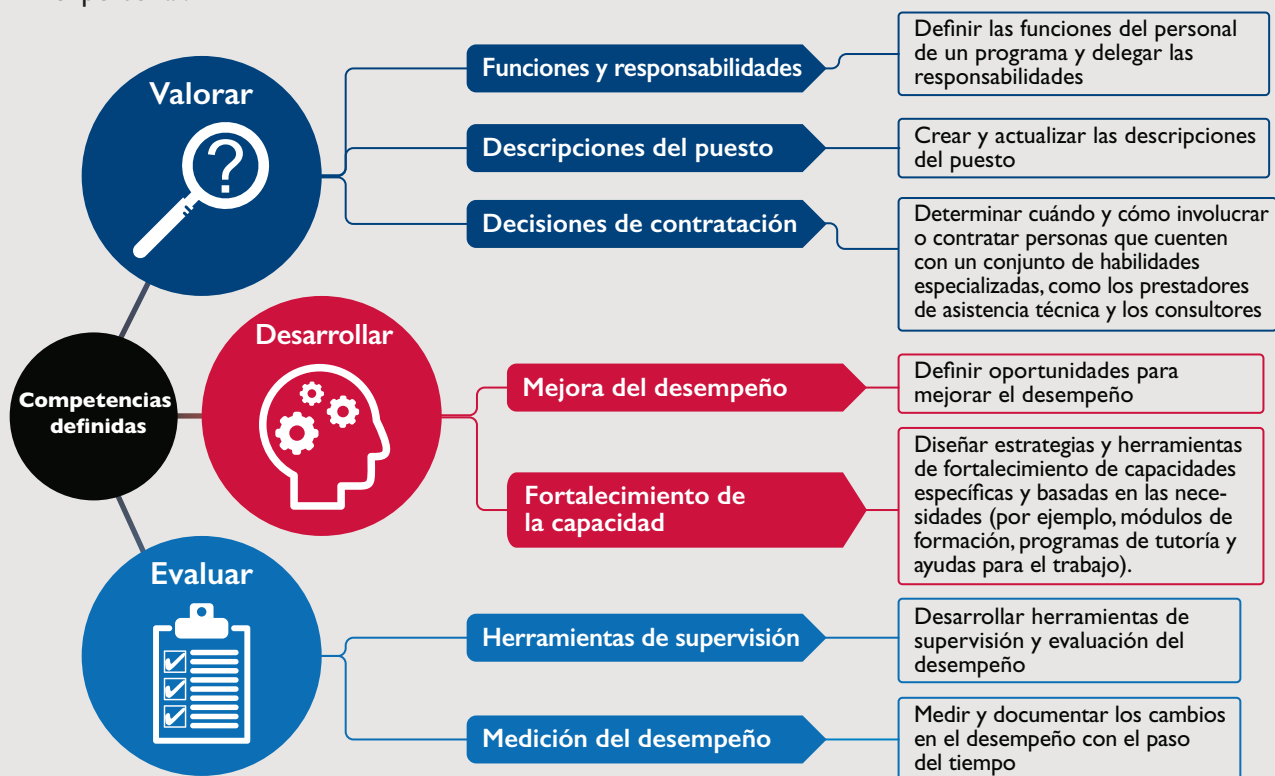 Valorar
?
Funciones y responsabilidades
Definir las funciones del personal
de un programa y delegar las
responsabilidades
Descripciones del puesto
Crear y actualizar las descripciones
del puesto
Decisiones de contratación
Determinar cuándo y cómo involucrar
o contratar personas que cuenten
con un conjunto de habilidades
especializadas, como los prestadores
de asistencia técnica y los consultores
Competencias
definidas
Desarrollar
Mejora del desempeño
Definir oportunidades para
mejorar el desempeño
Fortalecimiento de
la capacidad
Diseñar estrategias y herramientas
de fortalecimiento de capacidades
específicas y basadas en las nece-
sidades (por ejemplo, módulos de
formación, programas de tutoría y
ayudas para el trabajo).
Evaluar
Herramientas de supervisión
Desarrollar herramientas de
supervisión y evaluación del
desempeño
Medición del desempeño
Medir y documentar los cambios
en el desempeño con el paso
del tiempo